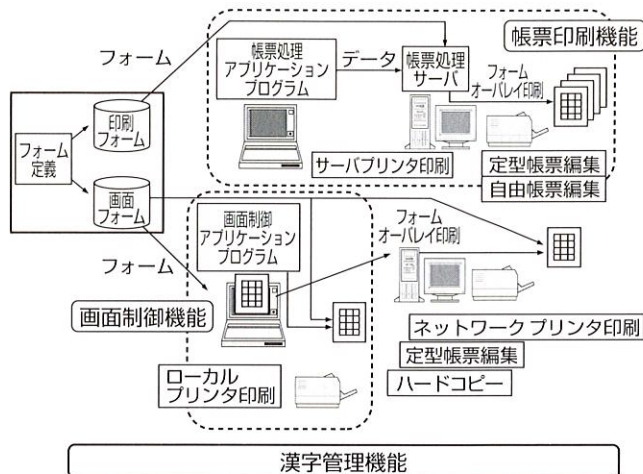 帳票印刷機能
フォーム
帳票処理
アプリケーション
プログラム
データ
帳票処理
サーバ
フォーム
オーバレイ印刷
印刷
フォーム
フォーム
定義
画面
フォーム
サーバプリンタ印刷
定型帳票編集
自由帳票編集
フォーム
画面制御
アプリケーション
プログラム
フォーム
オーバレイ印刷
画面制御機能
ローカル
プリンタ印刷
ネットワーク プリンタ印刷
定型帳票編集
ハードコピー
漢字管理機能